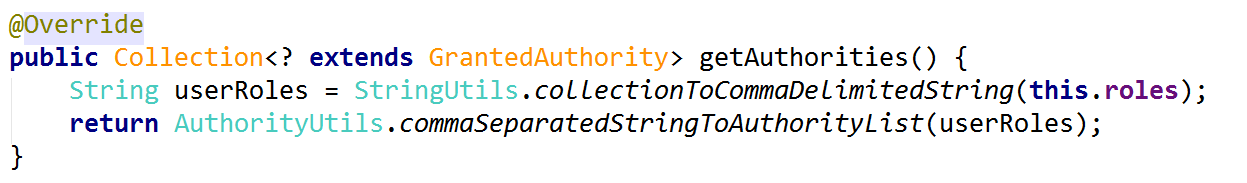 @Override
public Collection<? extends GrantedAuthority> getAuthorities() {
    String userRoles = StringUtils.collectionToCommaDelimitedString(this.roles);
    return AuthorityUtils.commaSeparatedStringToAuthorityList(userRoles);
}